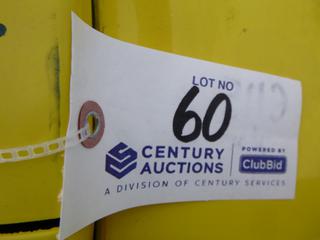 LOT NO
60
CENTURY AUCTIONS
POWERED BY
ClubBid
A DIVISION OF CENTURY SERVICES